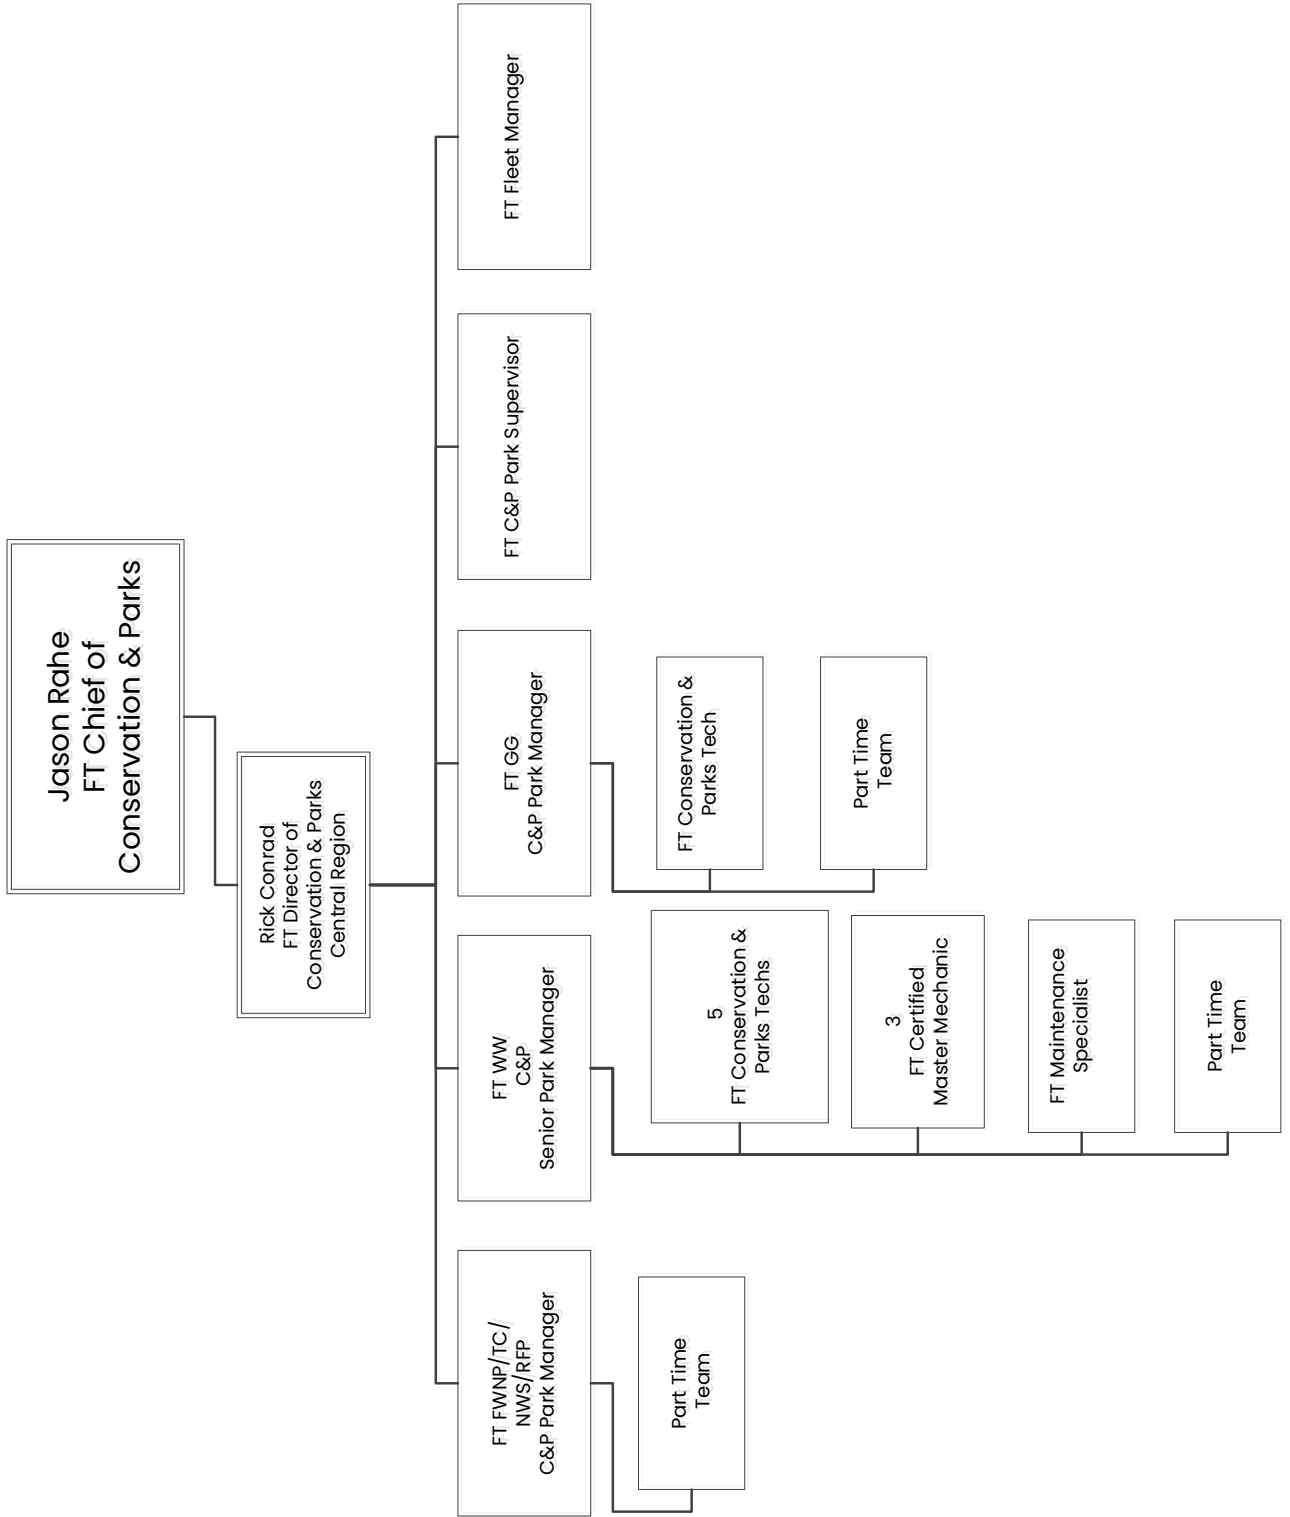 Jason Rahe
FT Chief of
Conservation & Parks
Rick Conrad
FT Director of
Conservation & Parks
Central Region
FT FWNP/TC/
NWS/RFP
C&P Park Manager
Part Time
Team
FT WW
C&P
Senior Park Manager
5
FT Conservation &
Parks Techs
3
FT Certified
Master Mechanic
FT Maintenance
Specialist
Part Time
Team
FT GG
C&P Park Manager
FT Conservation &
Parks Tech
Part Time
Team
FT C&P Park Supervisor
FT Fleet Manager